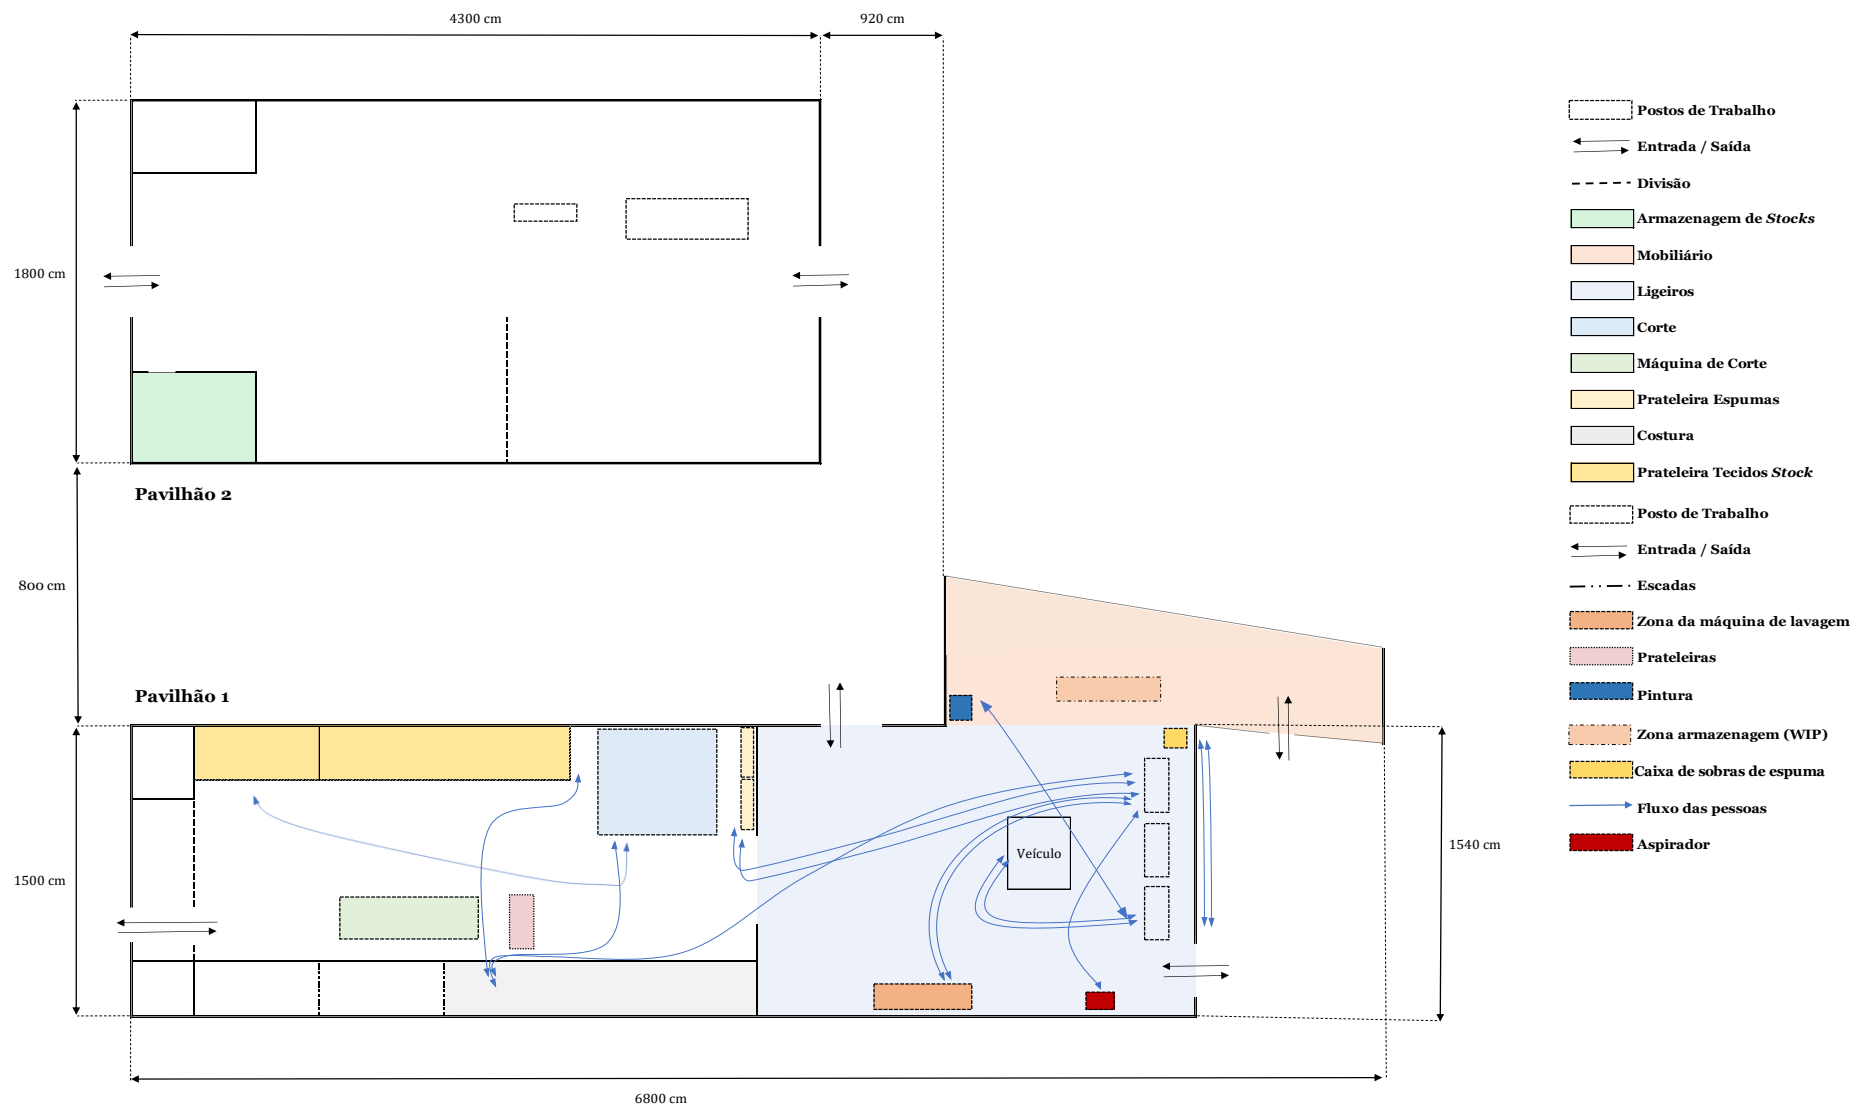 4300 cm
920 cm
1800 cm
Pavilhão 2
800 cm
Pavilhão 1
1500 cm
Veículo
1540 cm
6800 cm
Postos de Trabalho
Entrada / Saída
Divisão
Armazenagem de Stocks
Mobiliário
Ligeiros
Corte
Máquina de Corte
Prateleira Espumas
Costura
Prateleira Tecidos Stock
Posto de Trabalho
Entrada / Saída
Escadas
Zona da máquina de lavagem
Prateleiras
Pintura
Zona armazenagem (WIP)
Caixa de sobras de espuma
Fluxo das pessoas
Aspirador